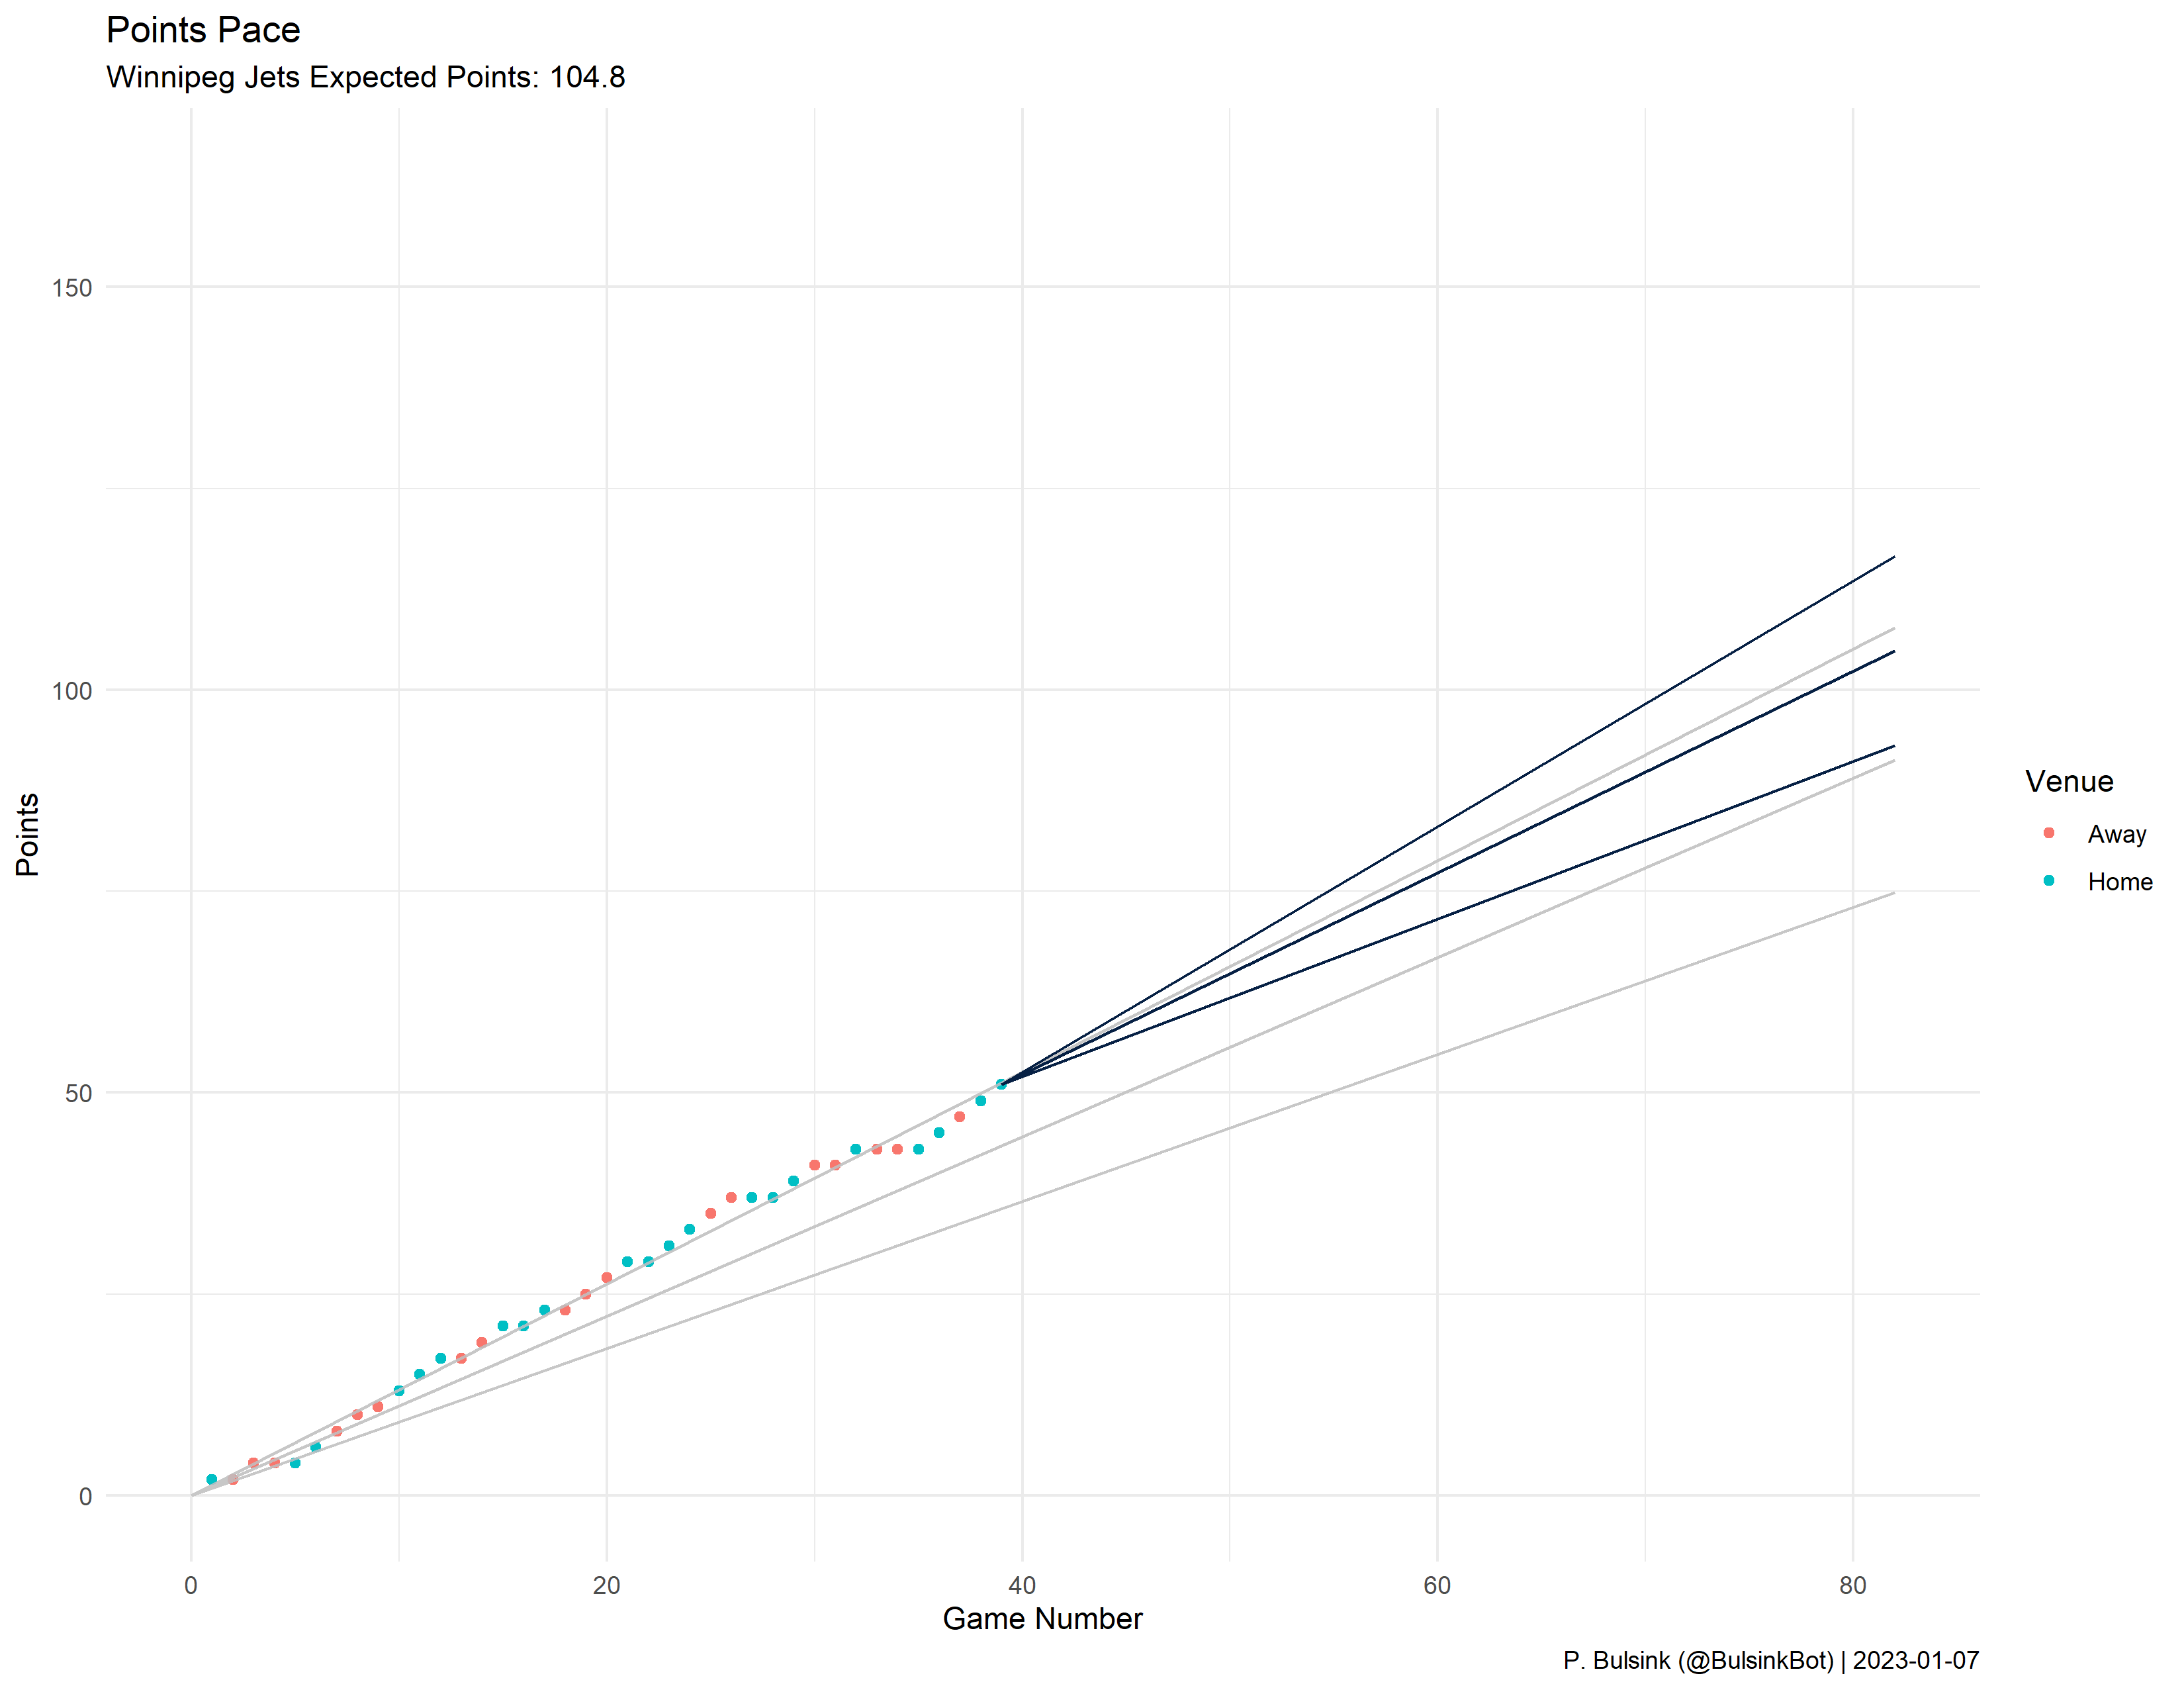 Points Pace
Winnipeg Jets Expected Points: 104.8
150
100
50
0
Points
0 20 40 60 80
Game Number
Venue
Away
Home
P. Bulsink (@BulsinkBot) | 2023-01-07